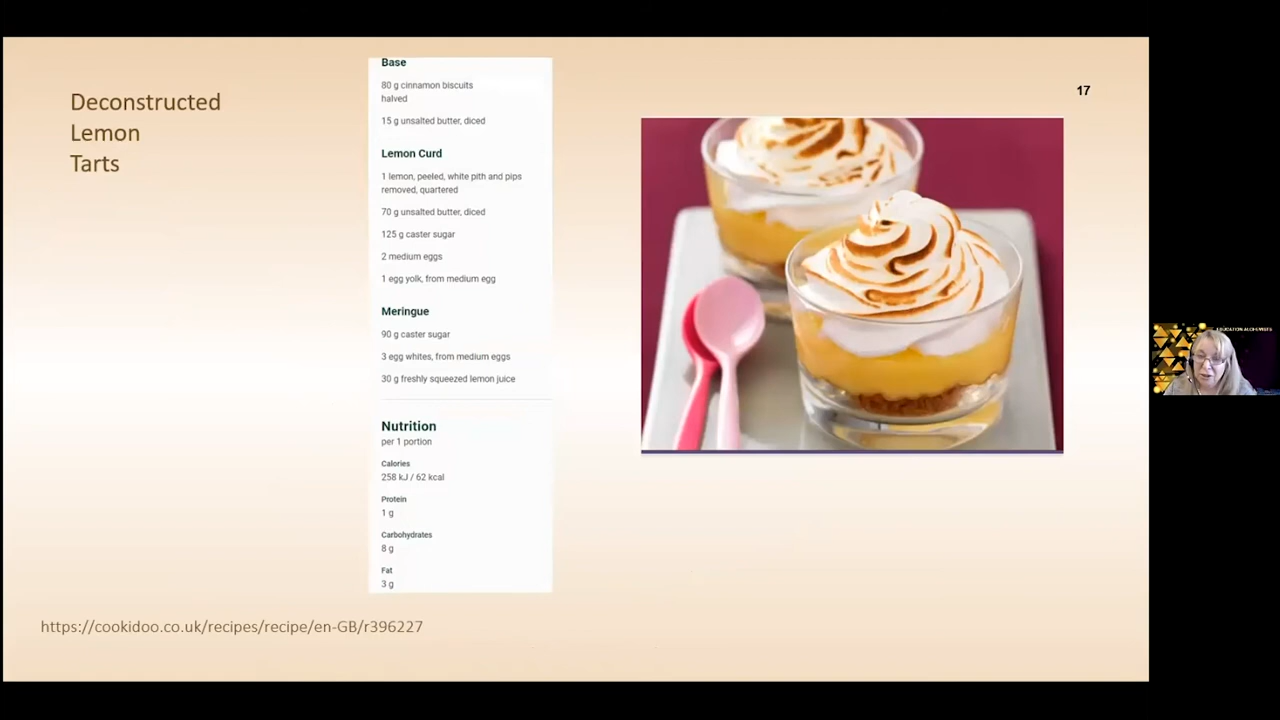 Deconstructed
Lemon
Tarts
Base
80 g cinnamon biscuits
halved
15 g unsalted butter, diced
Lemon Curd
1 lemon, peeled, white pith and pips
removed, quartered
70 g unsalted butter, diced
125 g caster sugar
2 medium eggs
1 egg yolk, from medium egg
Meringue
90 g caster sugar
3 egg whites, from medium eggs
30 g freshly squeezed lemon juice
Nutrition
per 1 portion
Calories
258 kJ / 62 kcal
Protein
1 g
Carbohydrates
8 g
Fat
3 g
17
https://cookidoo.co.uk/recipes/recipe/en-GB/r396227
EDUCATION ALCHEMISTS